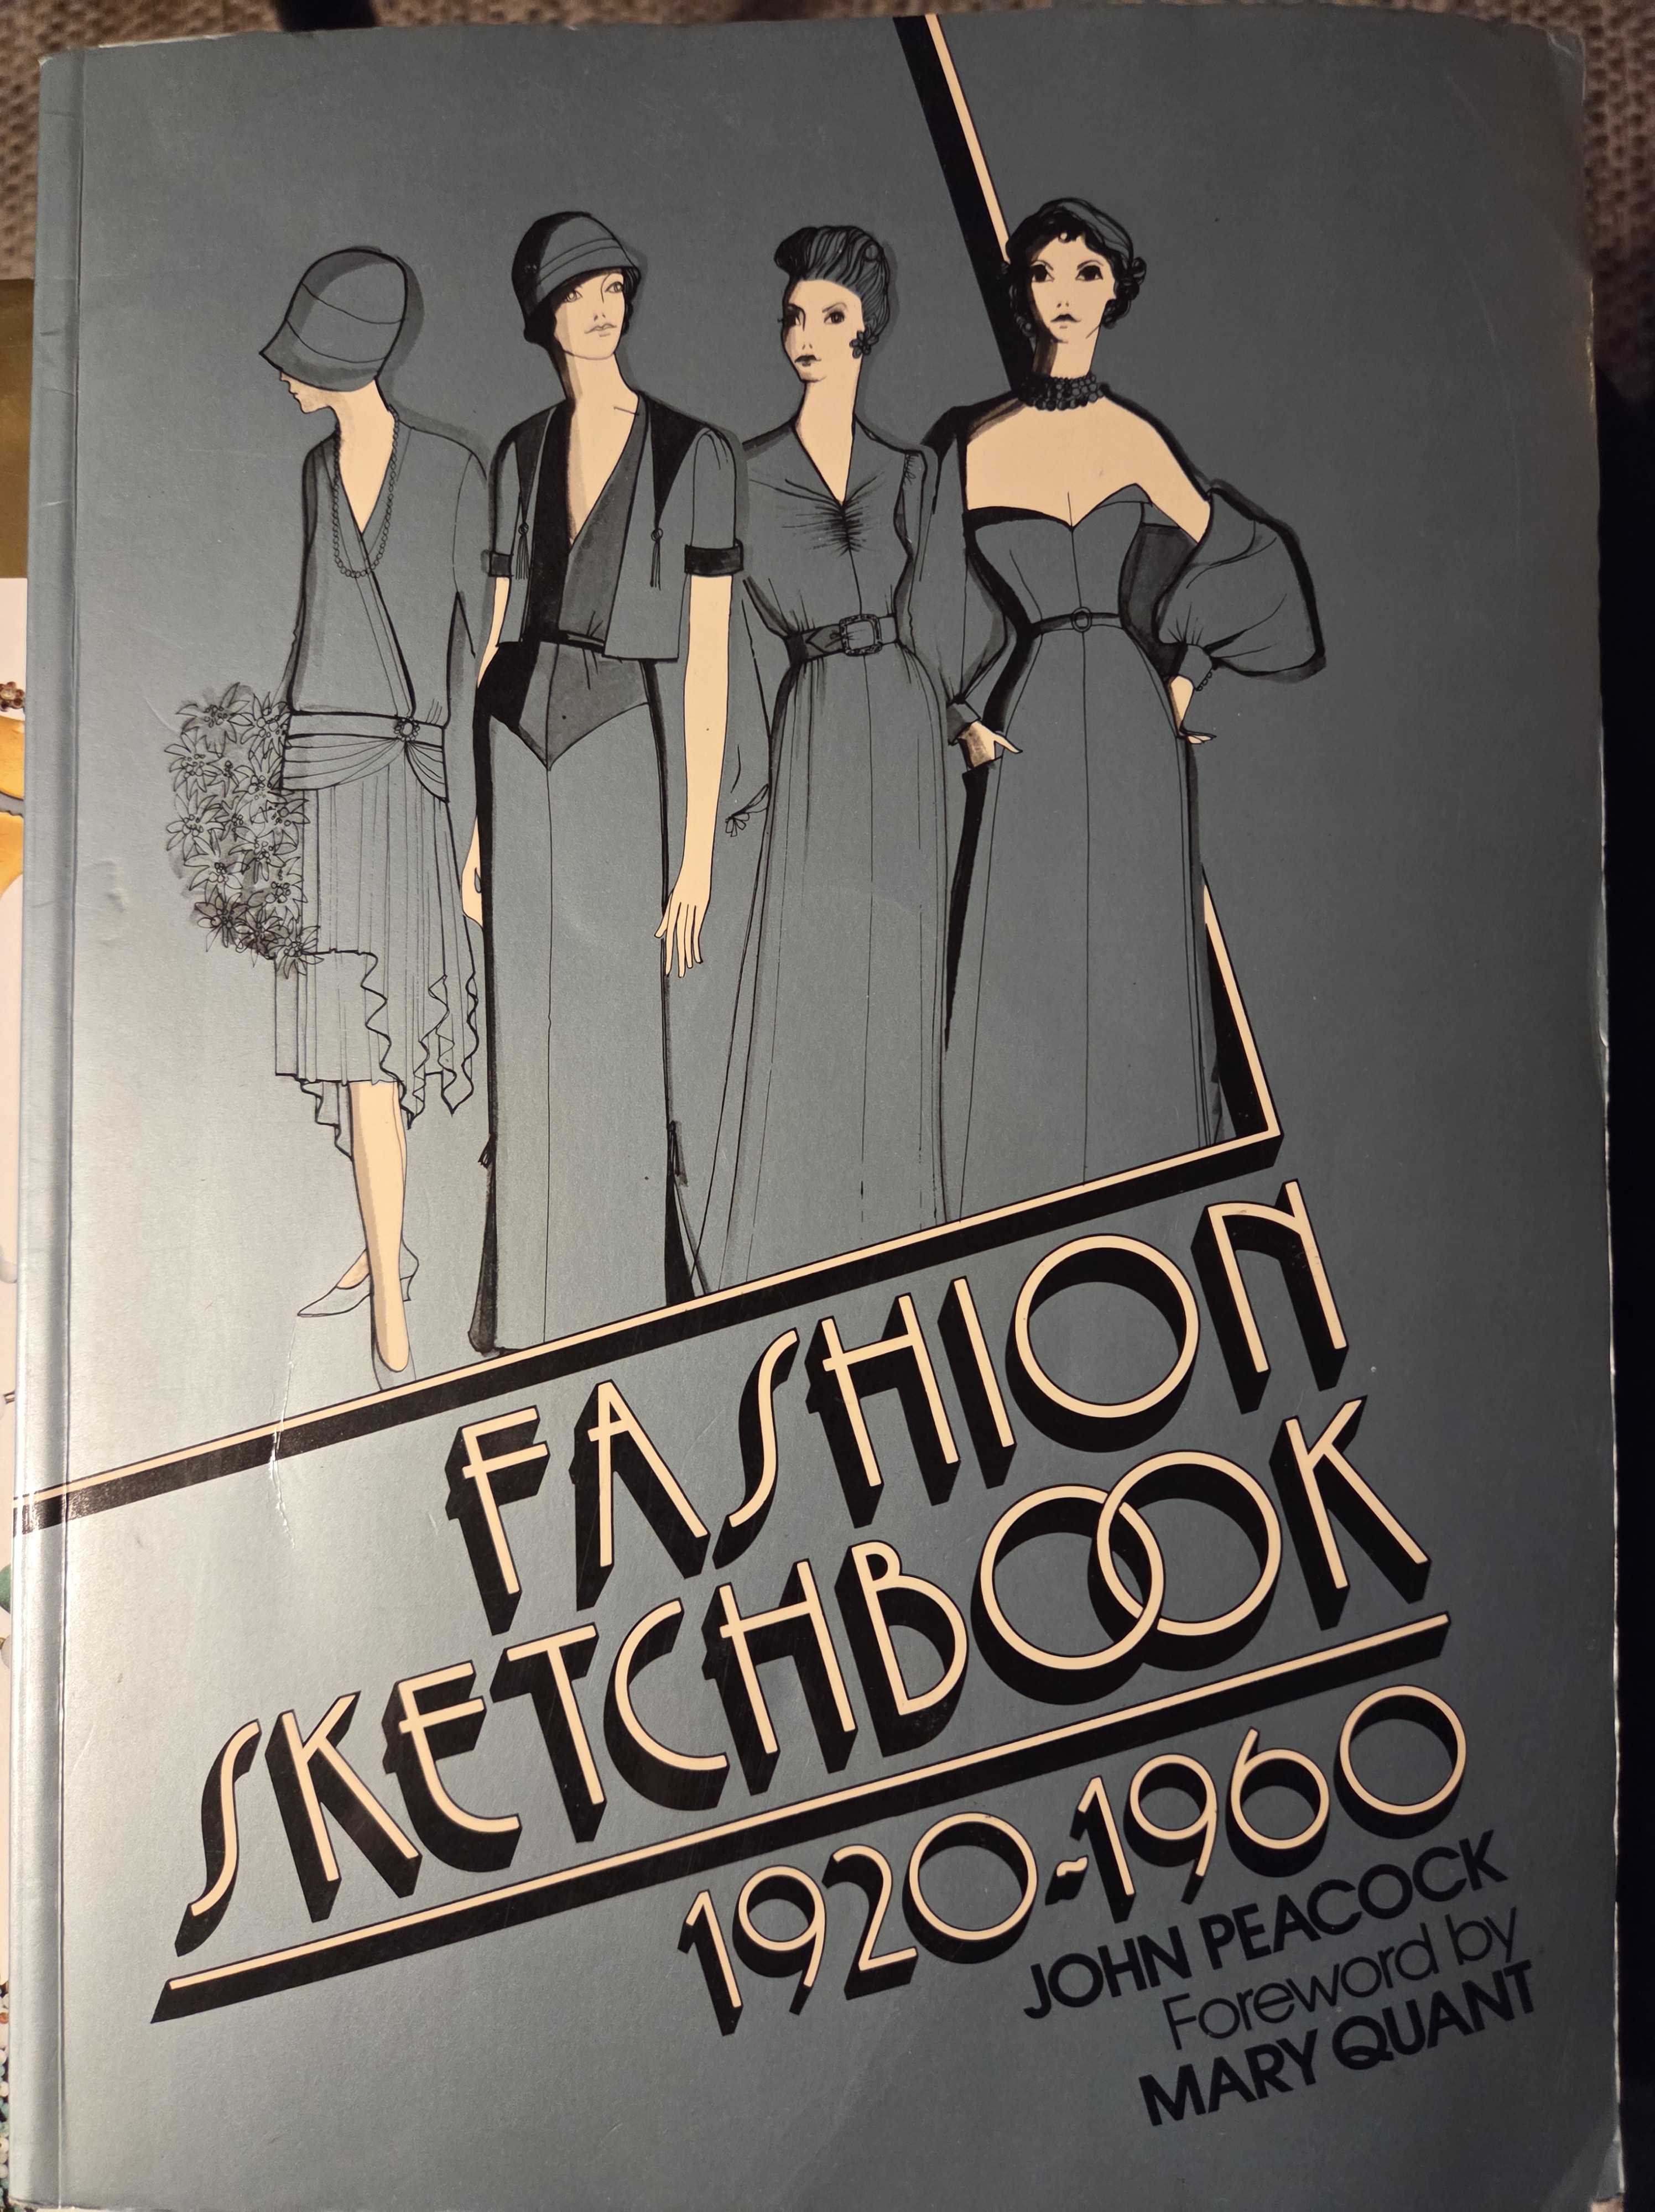 FASHION
SKETCHBOOK
1920-1960
JOHN PEACOCK
Foreword by
MARY QUANT